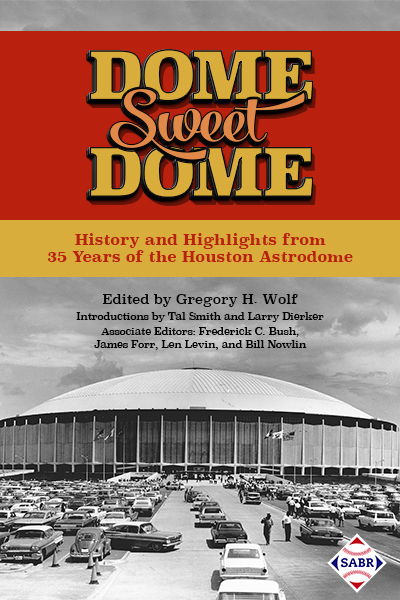 DOME
Sweet
DOME
History and Highlights from
35 Years of the Houston Astrodome
Edited by Gregory H. Wolf
Introductions by Tal Smith and Larry Dierker
Associate Editors: Frederick C. Bush,
James Forr, Len Levin, and Bill Nowlin
SABR